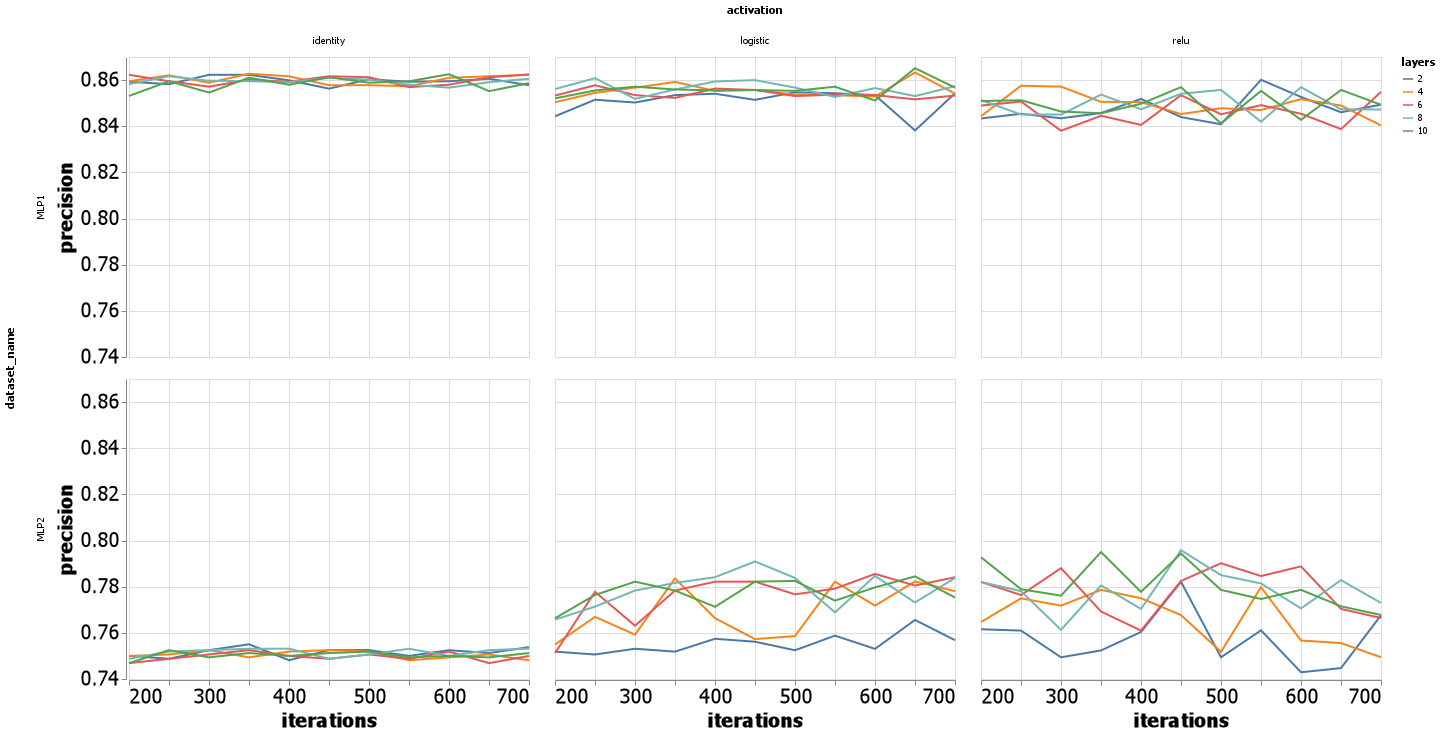 activation
identity logistic relu
layers
2
4
6
8
10
dataset_name
MLP1
precision
0.86
0.84
0.82
0.80
0.78
0.76
0.74
MLP2
precision
0.86
0.84
0.82
0.80
0.78
0.76
0.74
200 300 400 500 600 700 200 300 400 500 600 700 200 300 400 500 600 700
iterations iterations iterations